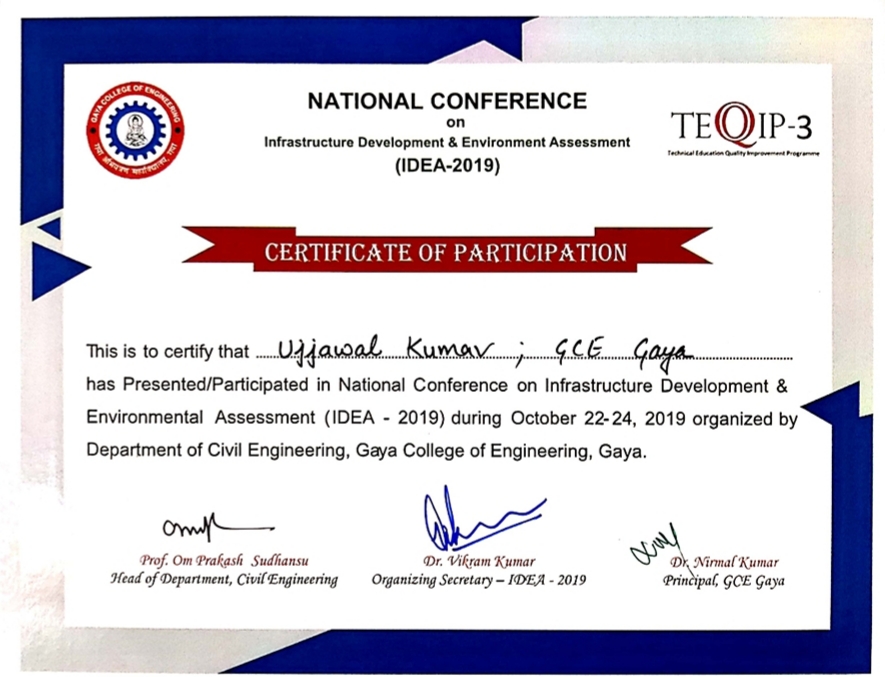 GAYA COLLEGE OF ENGINEERING
NATIONAL CONFERENCE
on
Infrastructure Development & Environment Assessment
(IDEA-2019)
TEQIP-3
Technical Education Quality Improvement Programme
CERTIFICATE OF PARTICIPATION
This is to certify that Ujjawal Kumar ; GCE Gaya
has Presented/Participated in National Conference on Infrastructure Development &
Environmental Assessment (IDEA - 2019) during October 22-24, 2019 organized by
Department of Civil Engineering, Gaya College of Engineering, Gaya.
Prof. Om Prakash Sudhansu
Head of Department, Civil Engineering
Dr. Vikram Kumar
Organizing Secretary – IDEA - 2019
Dr. Nirmal Kumar
Principal, GCE Gaya